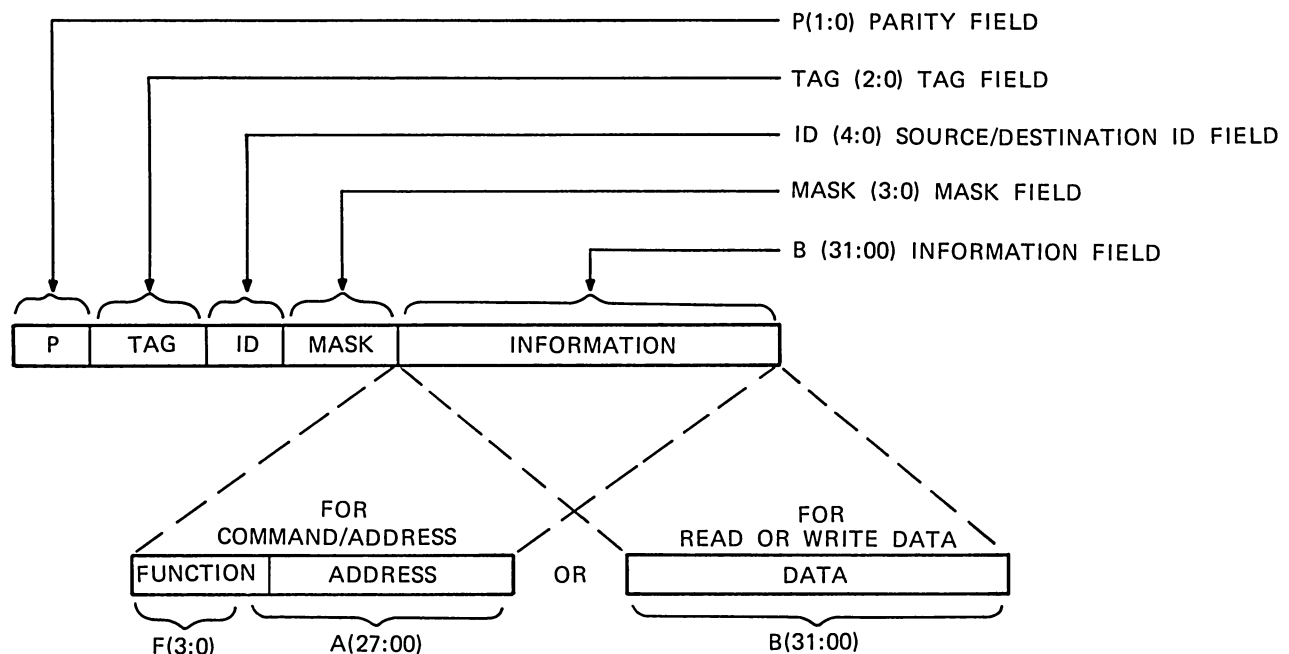 P(1:0) PARITY FIELD
TAG (2:0) TAG FIELD
ID (4:0) SOURCE/DESTINATION ID FIELD
MASK (3:0) MASK FIELD
B (31:00) INFORMATION FIELD
P TAG ID MASK INFORMATION
FOR
COMMAND/ADDRESS
FOR
READ OR WRITE DATA
FUNCTION ADDRESS OR DATA
F(3:0) A(27:00) B(31:00)